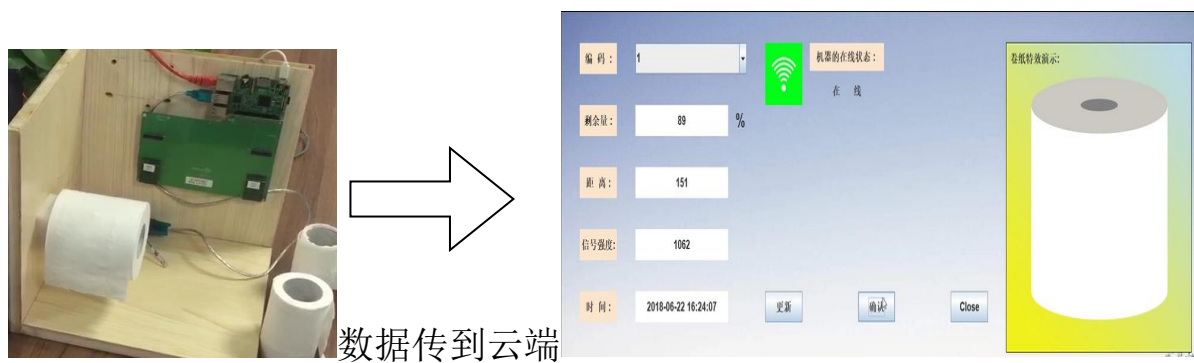 编 码：
1
机器的在线状态：
在 线
剩余量：
89
%
距 离：
151
信号强度：
1062
时 间：
2018-06-22 16:24:07
更新
确认
Close
卷纸特效演示：
数据传到云端